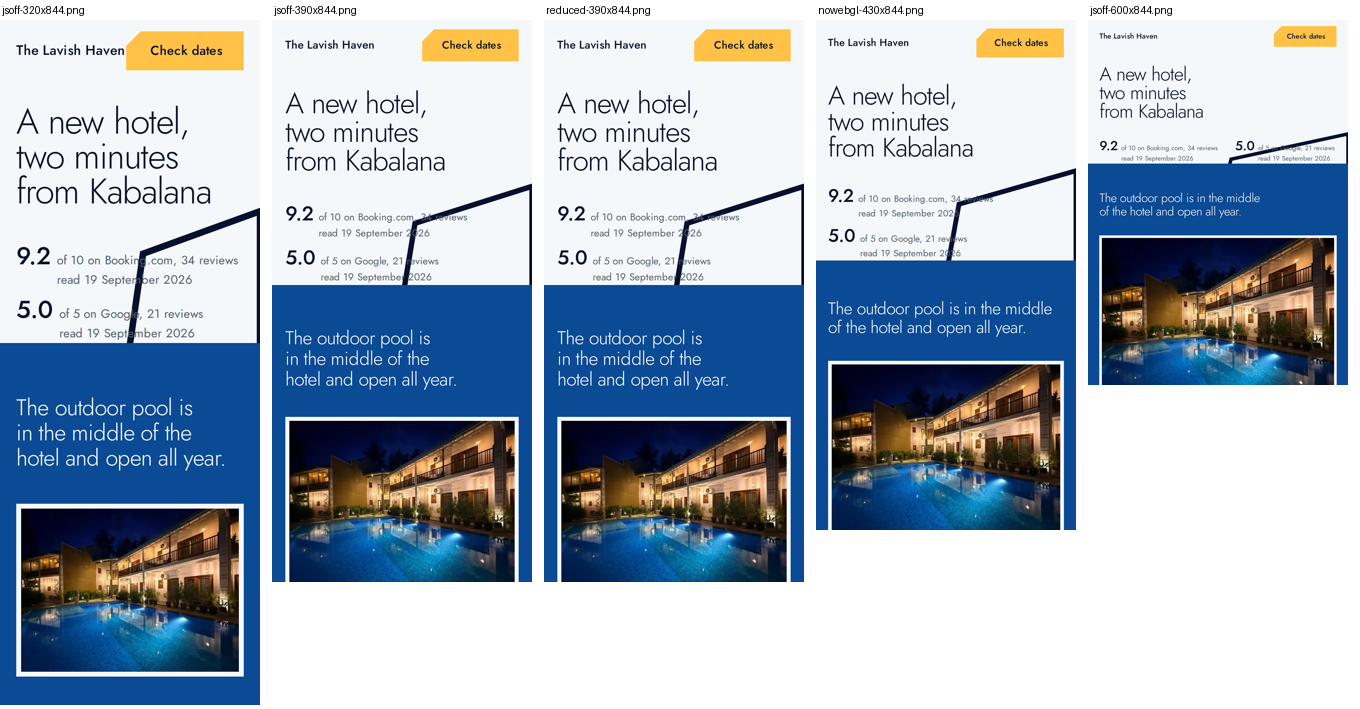 jsoff-320x844.png
The Lavish Haven
Check dates
A new hotel,
two minutes
from Kabalana
9.2 of 10 on Booking.com, 34 reviews
read 19 September 2026
5.0 of 5 on Google, 21 reviews
read 19 September 2026
The outdoor pool is
in the middle of the
hotel and open all year.
jsoff-390x844.png
The Lavish Haven
Check dates
A new hotel,
two minutes
from Kabalana
9.2 of 10 on Booking.com, 34 reviews
read 19 September 2026
5.0 of 5 on Google, 21 reviews
read 19 September 2026
The outdoor pool is
in the middle of the
hotel and open all year.
reduced-390x844.png
The Lavish Haven
Check dates
A new hotel,
two minutes
from Kabalana
9.2 of 10 on Booking.com, 34 reviews
read 19 September 2026
5.0 of 5 on Google, 21 reviews
read 19 September 2026
The outdoor pool is
in the middle of the
hotel and open all year.
nowebgl-430x844.png
The Lavish Haven
Check dates
A new hotel,
two minutes
from Kabalana
9.2 of 10 on Booking.com, 34 reviews
read 19 September 2026
5.0 of 5 on Google, 21 reviews
read 19 September 2026
The outdoor pool is in the middle
of the hotel and open all year.
jsoff-600x844.png
The Lavish Haven
Check dates
A new hotel,
two minutes
from Kabalana
9.2 of 10 on Booking.com, 34 reviews
read 19 September 2026
5.0 of 5 on Google, 21 reviews
read 19 September 2026
The outdoor pool is in the middle
of the hotel and open all year.